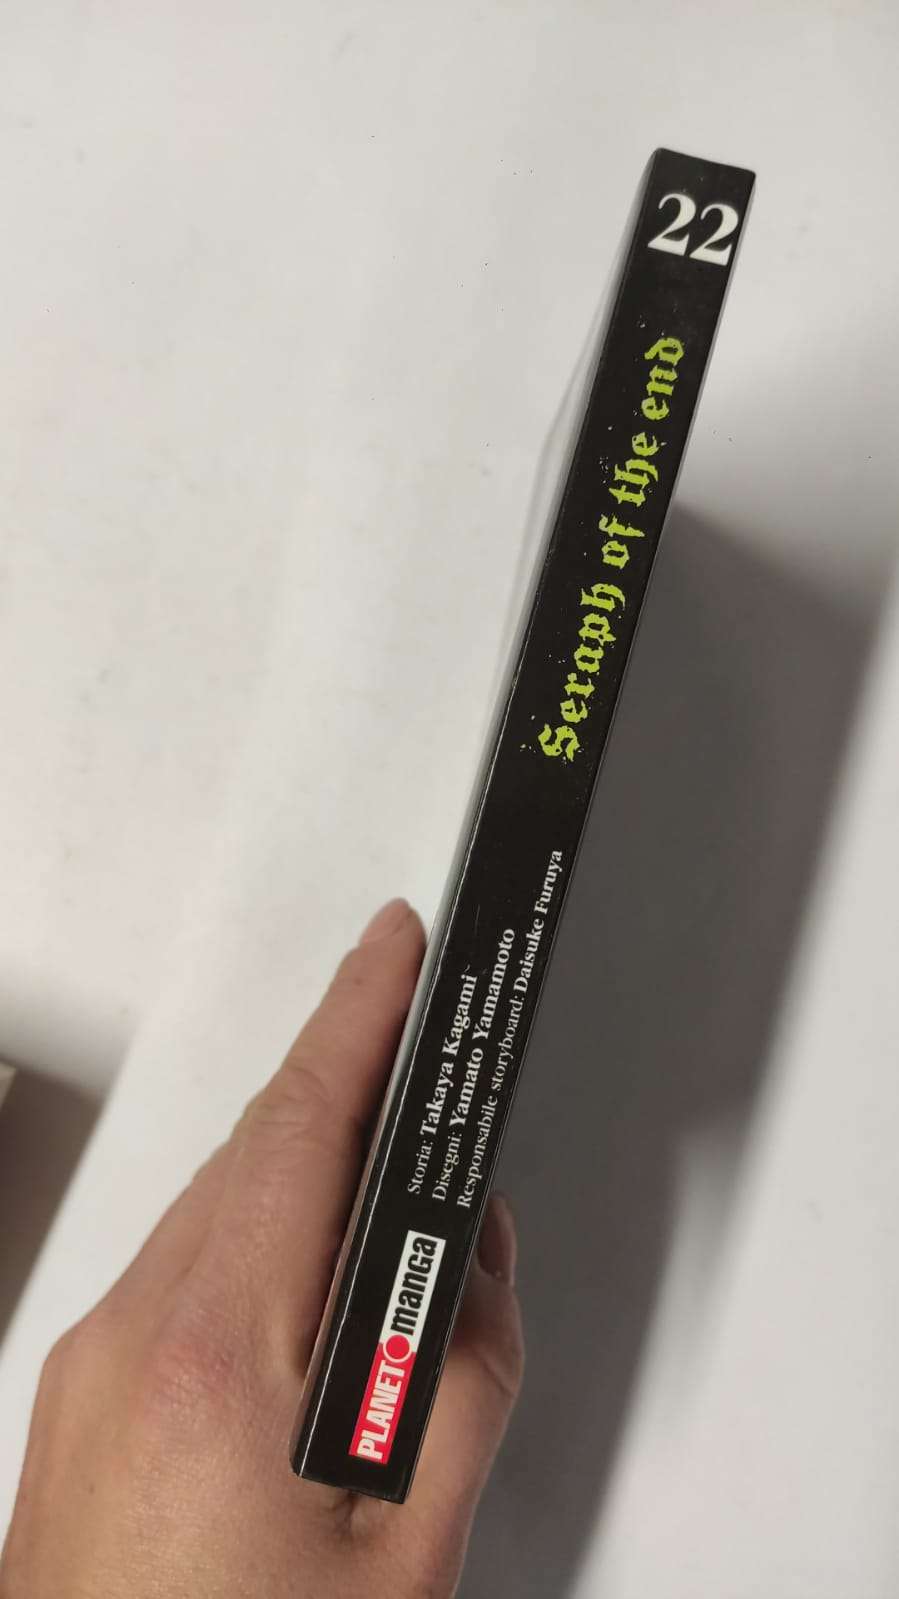 22
Seraph of the end
Storia: Takaya Kagami
Disegni: Yamato Yamamoto
Responsabile storyboard: Daisuke Furuya
PLANET manga